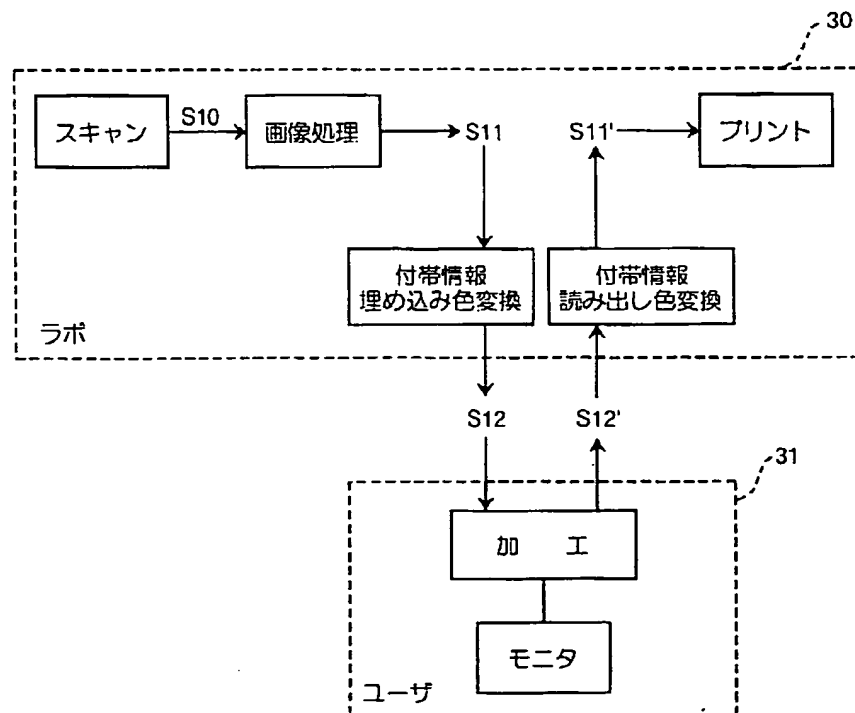 30
スキャン
S10
画像処理
S11
S11'
プリント
付帯情報
埋め込み色変換
付帯情報
読み出し色変換
ラボ
S12
S12'
31
加 工
モニタ
ユーザ